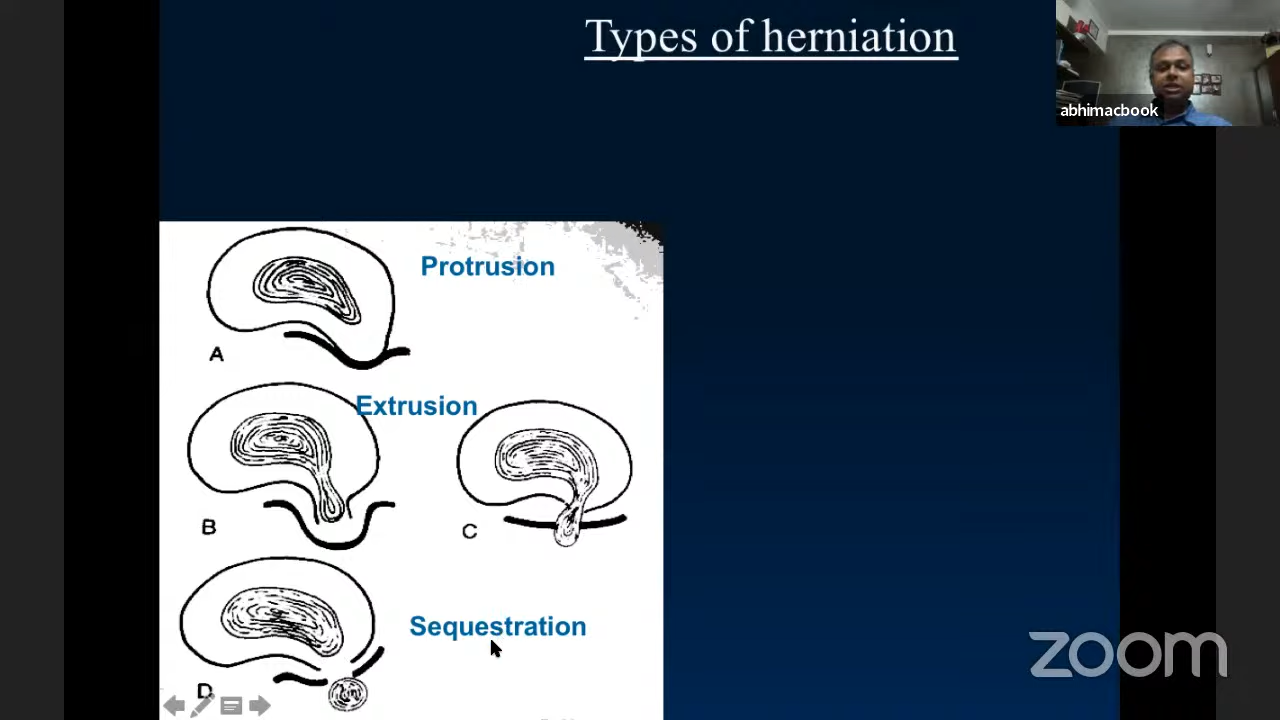 Types of herniation
abhimacbook
Protrusion
A
Extrusion
B
C
Sequestration
D
zoom